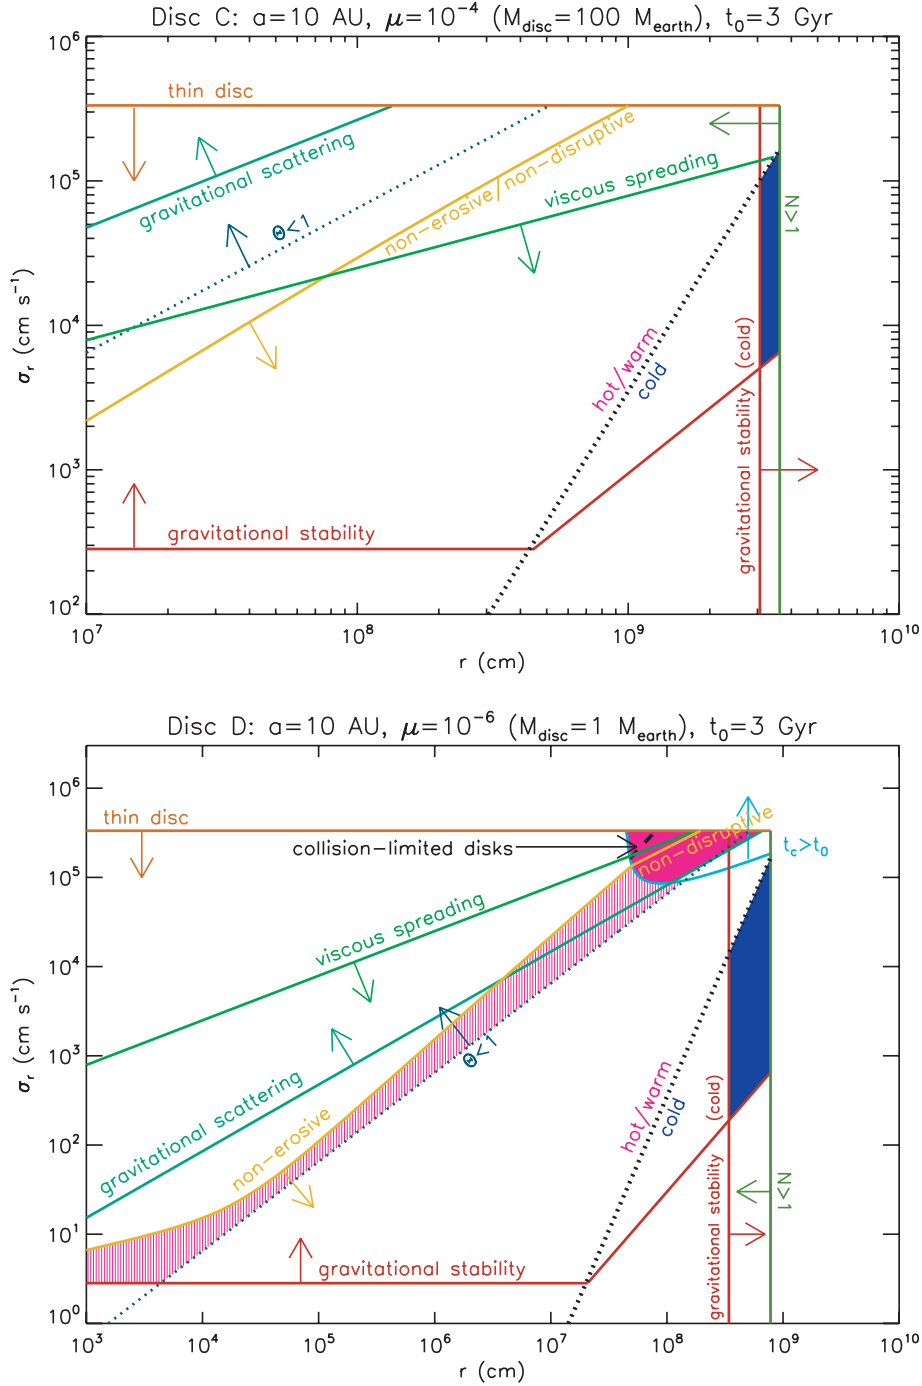 Disc C: a=10 AU, μ=10⁻⁴ (M_disc=100 M_earth), t₀=3 Gyr
10⁶
thin disc
gravitational scattering
non-erosive/non-disruptive
viscous spreading
Θ<1
N>1
10⁵
10⁴
σ_r (cm s⁻¹)
hot/warm
cold
gravitational stability (cold)
10³
gravitational stability
10²
10⁷
10⁸
10⁹
10¹⁰
r (cm)
Disc D: a=10 AU, μ=10⁻⁶ (M_disc=1 M_earth), t₀=3 Gyr
10⁶
thin disc
collision-limited disks
non-disruptive
t_c>t₀
10⁵
viscous spreading
10⁴
σ_r (cm s⁻¹)
10³
Θ<1
gravitational scattering
non-erosive
hot/warm
cold
gravitational stability (cold)
N>1
10²
10¹
gravitational stability
10⁰
10³
10⁴
10⁵
10⁶
10⁷
10⁸
10⁹
10¹⁰
r (cm)